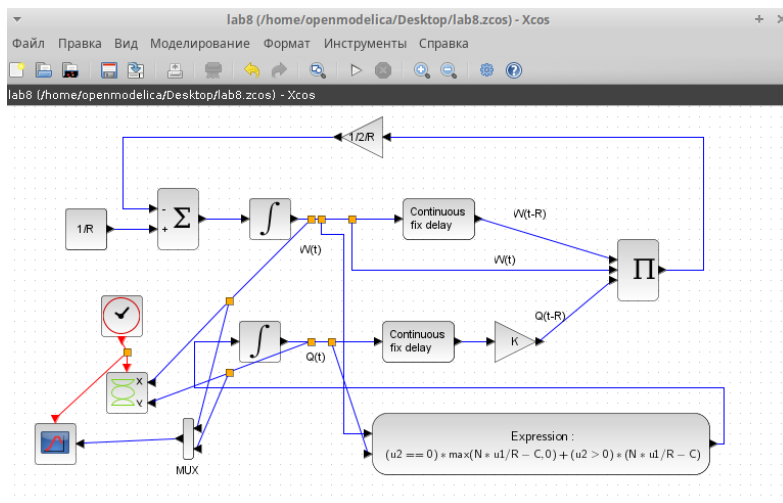 lab8 (/home/openmodelica/Desktop/lab8.zcos) - Xcos
Файл Правка Вид Моделирование Формат Инструменты Справка
lab8 (/home/openmodelica/Desktop/lab8.zcos) - Xcos
1/2/R
1/R
-
+
Σ
∫
Continuous
fix delay
W(t-R)
W(t)
W(t)
Π
Q(t-R)
∫
Q(t)
Continuous
fix delay
K
X
Y
MUX
Expression :
(u2 == 0) * max(N * u1/R − C, 0) + (u2 > 0) * (N * u1/R − C)